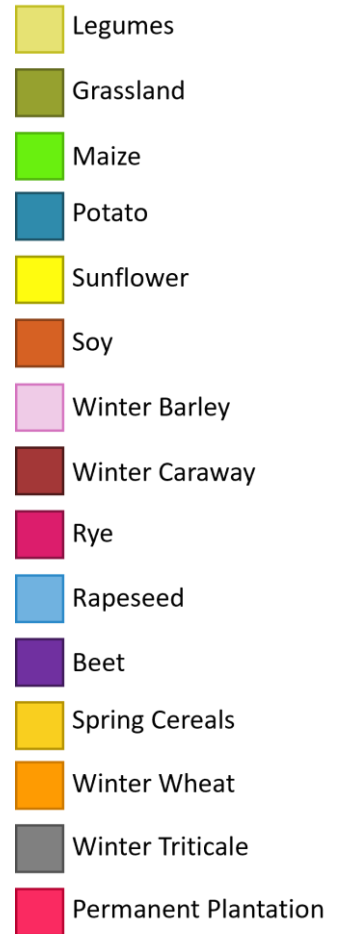 Legumes
Grassland
Maize
Potato
Sunflower
Soy
Winter Barley
Winter Caraway
Rye
Rapeseed
Beet
Spring Cereals
Winter Wheat
Winter Triticale
Permanent Plantation